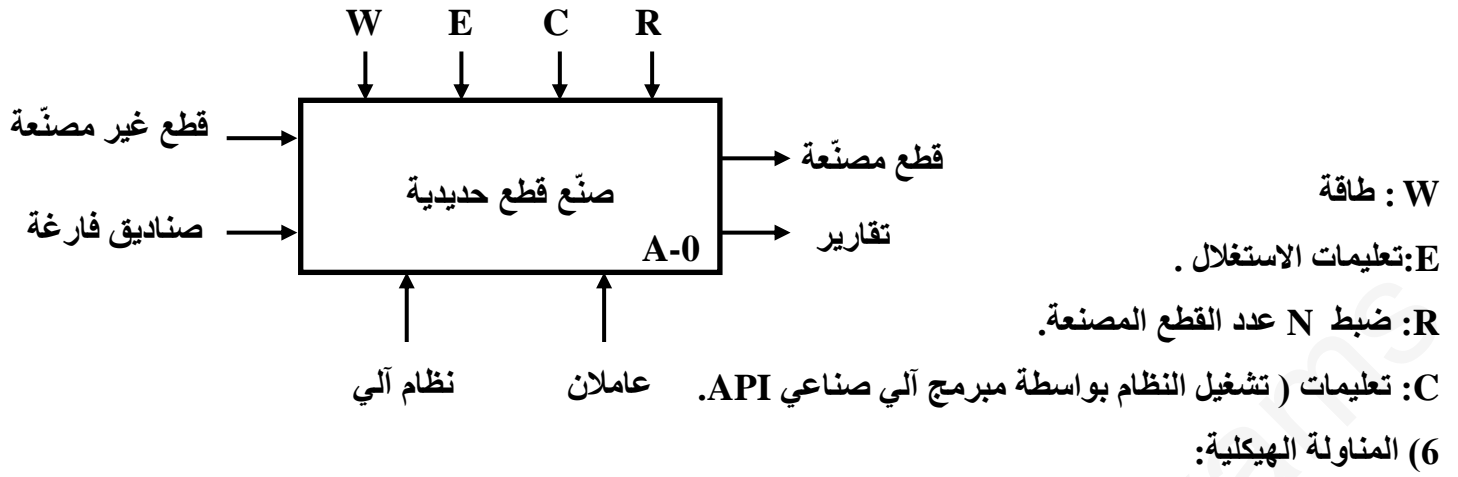 W E C R
قطع غير مصنّعة
قطع مصنّعة
صنّع قطع حديدية
صناديق فارغة
تقارير
A-0
نظام آلي
عاملان
W : طاقة
E:تعليمات الاستغلال .
R: ضبط N عدد القطع المصنعة.
C: تعليمات ( تشغيل النظام بواسطة مبرمج آلي صناعي API.
6) المناولة الهيكلية: